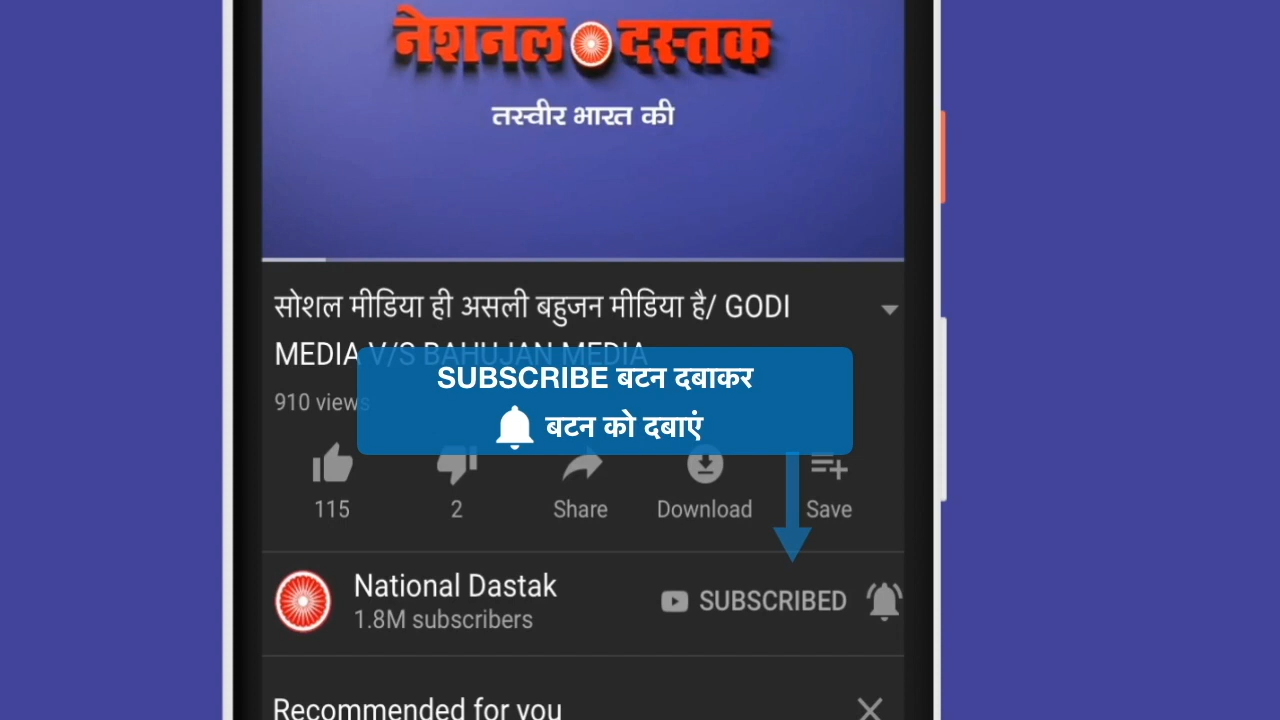 नेशनल दस्तक
तस्वीर भारत की
सोशल मीडिया ही असली बहुजन मीडिया है/ GODI
MEDIA V/S BAHUJAN MEDIA
910 views
SUBSCRIBE बटन दबाकर
बटन को दबाएं
115
2
Share
Download
Save
National Dastak
1.8M subscribers
SUBSCRIBED
Recommended for you